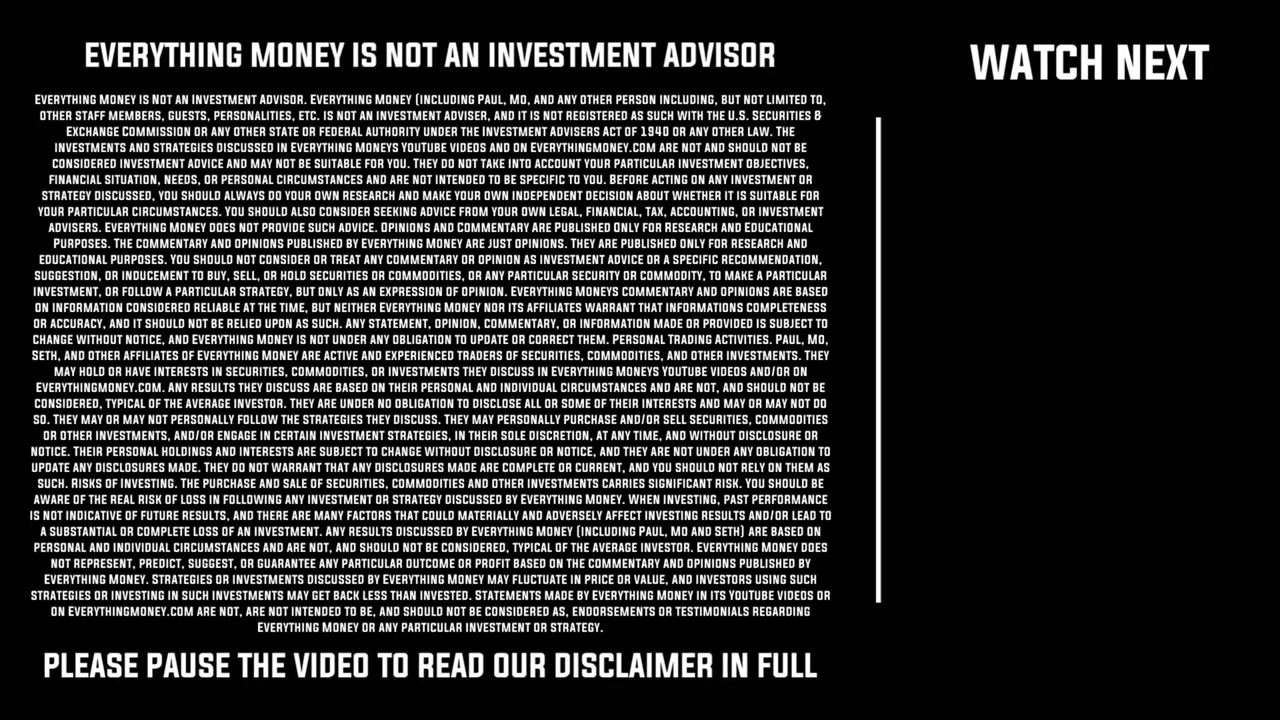 EVERYTHING MONEY IS NOT AN INVESTMENT ADVISOR
EVERYTHING MONEY IS NOT AN INVESTMENT ADVISOR. EVERYTHING MONEY (INCLUDING PAUL, MO, AND ANY OTHER PERSON INCLUDING, BUT NOT LIMITED TO,
OTHER STAFF MEMBERS, GUESTS, PERSONALITIES, ETC. IS NOT AN INVESTMENT ADVISER, AND IT IS NOT REGISTERED AS SUCH WITH THE U.S. SECURITIES &
EXCHANGE COMMISSION OR ANY OTHER STATE OR FEDERAL AUTHORITY UNDER THE INVESTMENT ADVISERS ACT OF 1940 OR ANY OTHER LAW. THE
INVESTMENTS AND STRATEGIES DISCUSSED IN EVERYTHING MONEYS YOUTUBE VIDEOS AND ON EVERYTHINGMONEY.COM ARE NOT AND SHOULD NOT BE
CONSIDERED INVESTMENT ADVICE AND MAY NOT BE SUITABLE FOR YOU. THEY DO NOT TAKE INTO ACCOUNT YOUR PARTICULAR INVESTMENT OBJECTIVES,
FINANCIAL SITUATION, NEEDS, OR PERSONAL CIRCUMSTANCES AND ARE NOT INTENDED TO BE SPECIFIC TO YOU. BEFORE ACTING ON ANY INVESTMENT OR
STRATEGY DISCUSSED, YOU SHOULD ALWAYS DO YOUR OWN RESEARCH AND MAKE YOUR OWN INDEPENDENT DECISION ABOUT WHETHER IT IS SUITABLE FOR
YOUR PARTICULAR CIRCUMSTANCES. YOU SHOULD ALSO CONSIDER SEEKING ADVICE FROM YOUR OWN LEGAL, FINANCIAL, TAX, ACCOUNTING, OR INVESTMENT
ADVISERS. EVERYTHING MONEY DOES NOT PROVIDE SUCH ADVICE. OPINIONS AND COMMENTARY ARE PUBLISHED ONLY FOR RESEARCH AND EDUCATIONAL
PURPOSES. THE COMMENTARY AND OPINIONS PUBLISHED BY EVERYTHING MONEY ARE JUST OPINIONS. THEY ARE PUBLISHED ONLY FOR RESEARCH AND
EDUCATIONAL PURPOSES. YOU SHOULD NOT CONSIDER OR TREAT ANY COMMENTARY OR OPINION AS INVESTMENT ADVICE OR A SPECIFIC RECOMMENDATION,
SUGGESTION, OR INDUCEMENT TO BUY, SELL, OR HOLD SECURITIES OR COMMODITIES, OR ANY PARTICULAR SECURITY OR COMMODITY, TO MAKE A PARTICULAR
INVESTMENT, OR FOLLOW A PARTICULAR STRATEGY, BUT ONLY AS AN EXPRESSION OF OPINION. EVERYTHING MONEYS COMMENTARY AND OPINIONS ARE BASED
ON INFORMATION CONSIDERED RELIABLE AT THE TIME, BUT NEITHER EVERYTHING MONEY NOR ITS AFFILIATES WARRANT THAT INFORMATIONS COMPLETENESS
OR ACCURACY, AND IT SHOULD NOT BE RELIED UPON AS SUCH. ANY STATEMENT, OPINION, COMMENTARY, OR INFORMATION MADE OR PROVIDED IS SUBJECT TO
CHANGE WITHOUT NOTICE, AND EVERYTHING MONEY IS NOT UNDER ANY OBLIGATION TO UPDATE OR CORRECT THEM. PERSONAL TRADING ACTIVITIES. PAUL, MO,
SETH, AND OTHER AFFILIATES OF EVERYTHING MONEY ARE ACTIVE AND EXPERIENCED TRADERS OF SECURITIES, COMMODITIES, AND OTHER INVESTMENTS. THEY
MAY HOLD OR HAVE INTERESTS IN SECURITIES, COMMODITIES, OR INVESTMENTS THEY DISCUSS IN EVERYTHING MONEYS YOUTUBE VIDEOS AND/OR ON
EVERYTHINGMONEY.COM. ANY RESULTS THEY DISCUSS ARE BASED ON THEIR PERSONAL AND INDIVIDUAL CIRCUMSTANCES AND ARE NOT, AND SHOULD NOT BE
CONSIDERED, TYPICAL OF THE AVERAGE INVESTOR. THEY ARE UNDER NO OBLIGATION TO DISCLOSE ALL OR SOME OF THEIR INTERESTS AND MAY OR MAY NOT DO
SO. THEY MAY OR MAY NOT PERSONALLY FOLLOW THE STRATEGIES THEY DISCUSS. THEY MAY PERSONALLY PURCHASE AND/OR SELL SECURITIES, COMMODITIES
OR OTHER INVESTMENTS, AND/OR ENGAGE IN CERTAIN INVESTMENT STRATEGIES, IN THEIR SOLE DISCRETION, AT ANY TIME, AND WITHOUT DISCLOSURE OR
NOTICE. THEIR PERSONAL HOLDINGS AND INTERESTS ARE SUBJECT TO CHANGE WITHOUT DISCLOSURE OR NOTICE, AND THEY ARE NOT UNDER ANY OBLIGATION TO
UPDATE ANY DISCLOSURES MADE. THEY DO NOT WARRANT THAT ANY DISCLOSURES MADE ARE COMPLETE OR CURRENT, AND YOU SHOULD NOT RELY ON THEM AS
SUCH. RISKS OF INVESTING. THE PURCHASE AND SALE OF SECURITIES, COMMODITIES AND OTHER INVESTMENTS CARRIES SIGNIFICANT RISK. YOU SHOULD BE
AWARE OF THE REAL RISK OF LOSS IN FOLLOWING ANY INVESTMENT OR STRATEGY DISCUSSED BY EVERYTHING MONEY. WHEN INVESTING, PAST PERFORMANCE
IS NOT INDICATIVE OF FUTURE RESULTS, AND THERE ARE MANY FACTORS THAT COULD MATERIALLY AND ADVERSELY AFFECT INVESTING RESULTS AND/OR LEAD TO
A SUBSTANTIAL OR COMPLETE LOSS OF AN INVESTMENT. ANY RESULTS DISCUSSED BY EVERYTHING MONEY (INCLUDING PAUL, MO AND SETH) ARE BASED ON
PERSONAL AND INDIVIDUAL CIRCUMSTANCES AND ARE NOT, AND SHOULD NOT BE CONSIDERED, TYPICAL OF THE AVERAGE INVESTOR. EVERYTHING MONEY DOES
NOT REPRESENT, PREDICT, SUGGEST, OR GUARANTEE ANY PARTICULAR OUTCOME OR PROFIT BASED ON THE COMMENTARY AND OPINIONS PUBLISHED BY
EVERYTHING MONEY. STRATEGIES OR INVESTMENTS DISCUSSED BY EVERYTHING MONEY MAY FLUCTUATE IN PRICE OR VALUE, AND INVESTORS USING SUCH
STRATEGIES OR INVESTING IN SUCH INVESTMENTS MAY GET BACK LESS THAN INVESTED. STATEMENTS MADE BY EVERYTHING MONEY IN ITS YOUTUBE VIDEOS OR
ON EVERYTHINGMONEY.COM ARE NOT, ARE NOT INTENDED TO BE, AND SHOULD NOT BE CONSIDERED AS, ENDORSEMENTS OR TESTIMONIALS REGARDING
EVERYTHING MONEY OR ANY PARTICULAR INVESTMENT OR STRATEGY.
PLEASE PAUSE THE VIDEO TO READ OUR DISCLAIMER IN FULL
WATCH NEXT